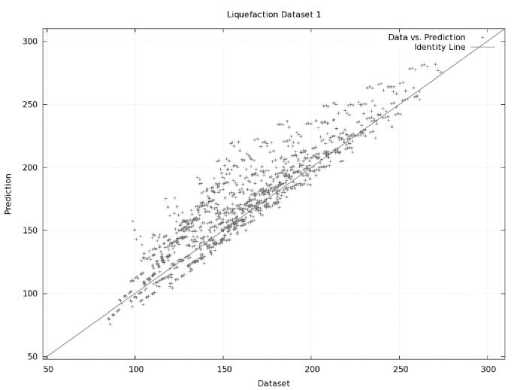 Liquefaction Dataset 1
300
250
200
150
100
50
Prediction
Data vs. Prediction
Identity Line
50 100 150 200 250 300
Dataset